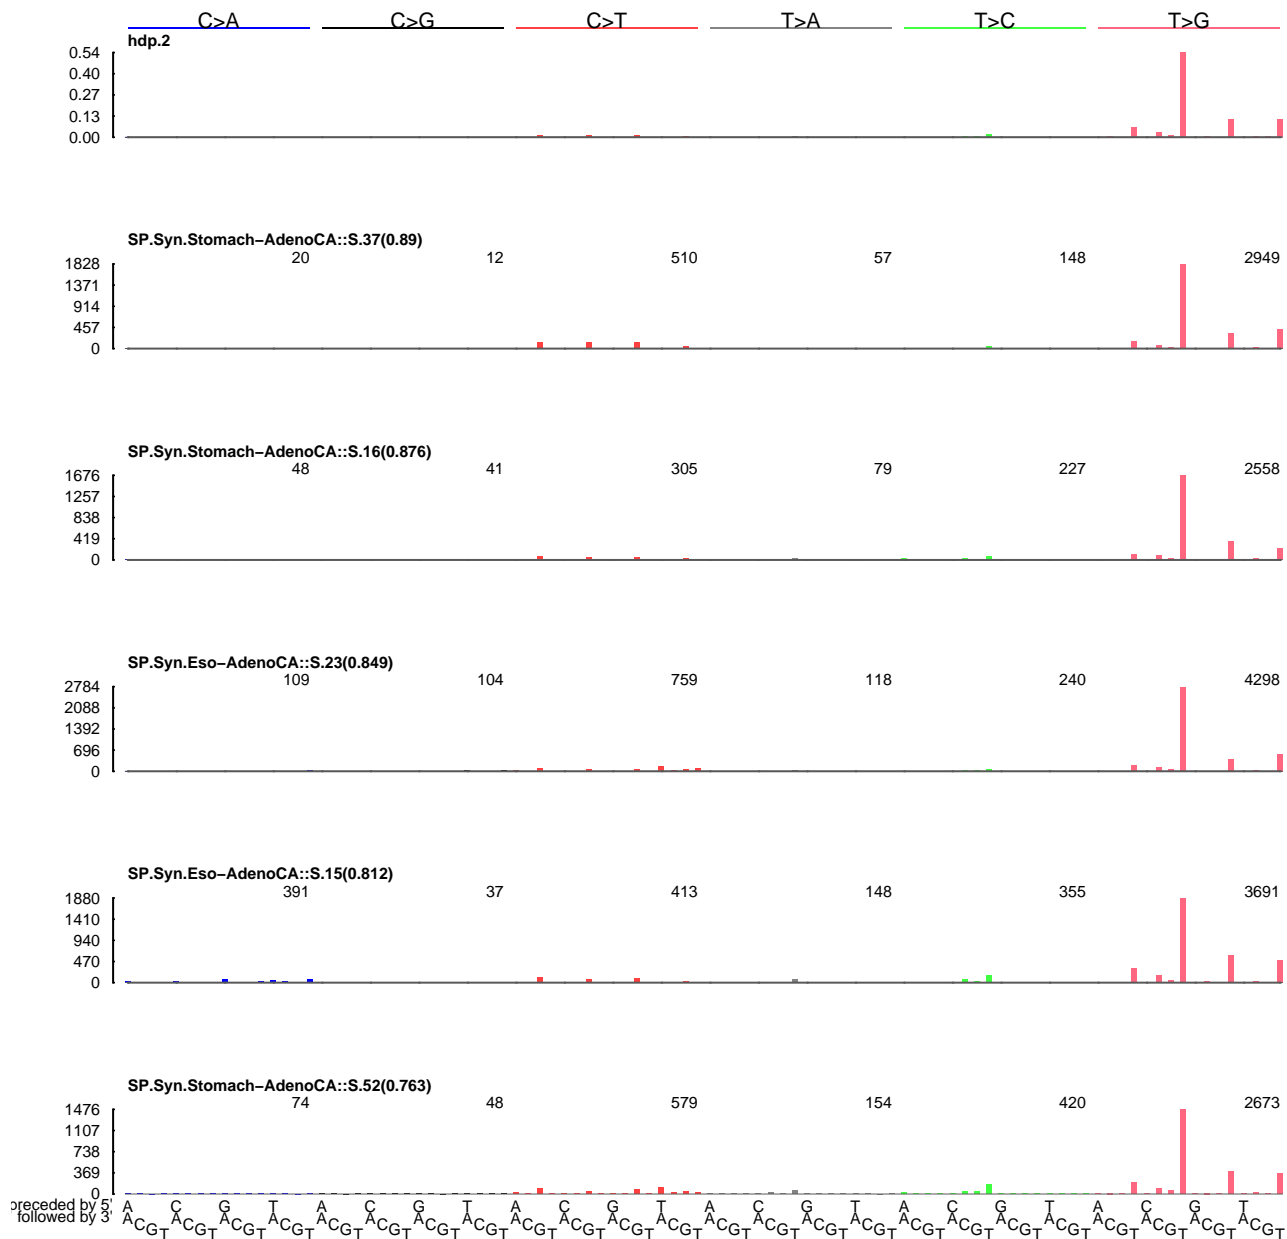 C>A C>G C>T T>A T>C T>G
hdp.2
0.54
0.40
0.27
0.13
0.00
SP.Syn.Stomach−AdenoCA::S.37(0.89)
20 12 510 57 148 2949
1828
1371
914
457
0
SP.Syn.Stomach−AdenoCA::S.16(0.876)
48 41 305 79 227 2558
1676
1257
838
419
0
SP.Syn.Eso−AdenoCA::S.23(0.849)
109 104 759 118 240 4298
2784
2088
1392
696
0
SP.Syn.Eso−AdenoCA::S.15(0.812)
391 37 413 148 355 3691
1880
1410
940
470
0
SP.Syn.Stomach−AdenoCA::S.52(0.763)
74 48 579 154 420 2673
1476
1107
738
369
0
preceded by 5' A C G T A C G T A C G T A C G T A C G T A C G T
followed by 3' A C G T A C G T A C G T A C G T A C G T A C G T A C G T A C G T A C G T A C G T A C G T A C G T A C G T A C G T A C G T A C G T A C G T A C G T A C G T A C G T A C G T A C G T A C G T A C G T